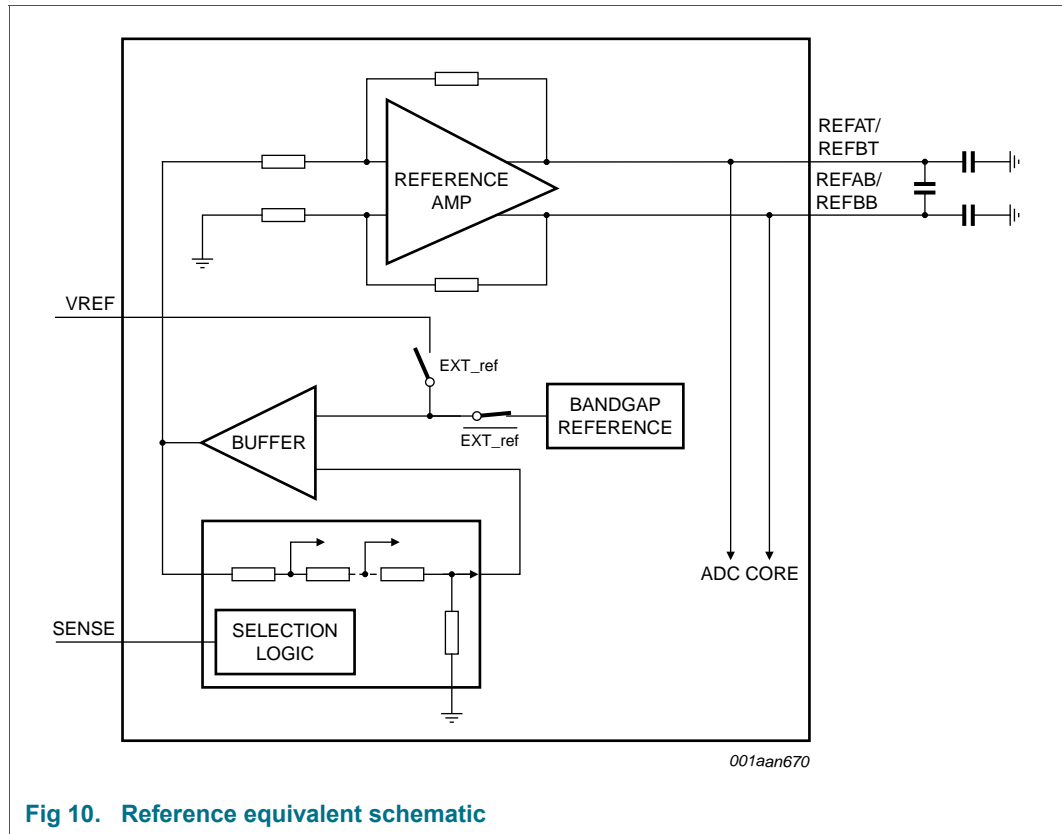 REFAT/
REFBT
REFERENCE
AMP
REFAB/
REFBB
VREF
EXT_ref
BANDGAP
REFERENCE
EXT_ref
BUFFER
ADC CORE
SENSE
SELECTION
LOGIC
001aan670
Fig 10. Reference equivalent schematic